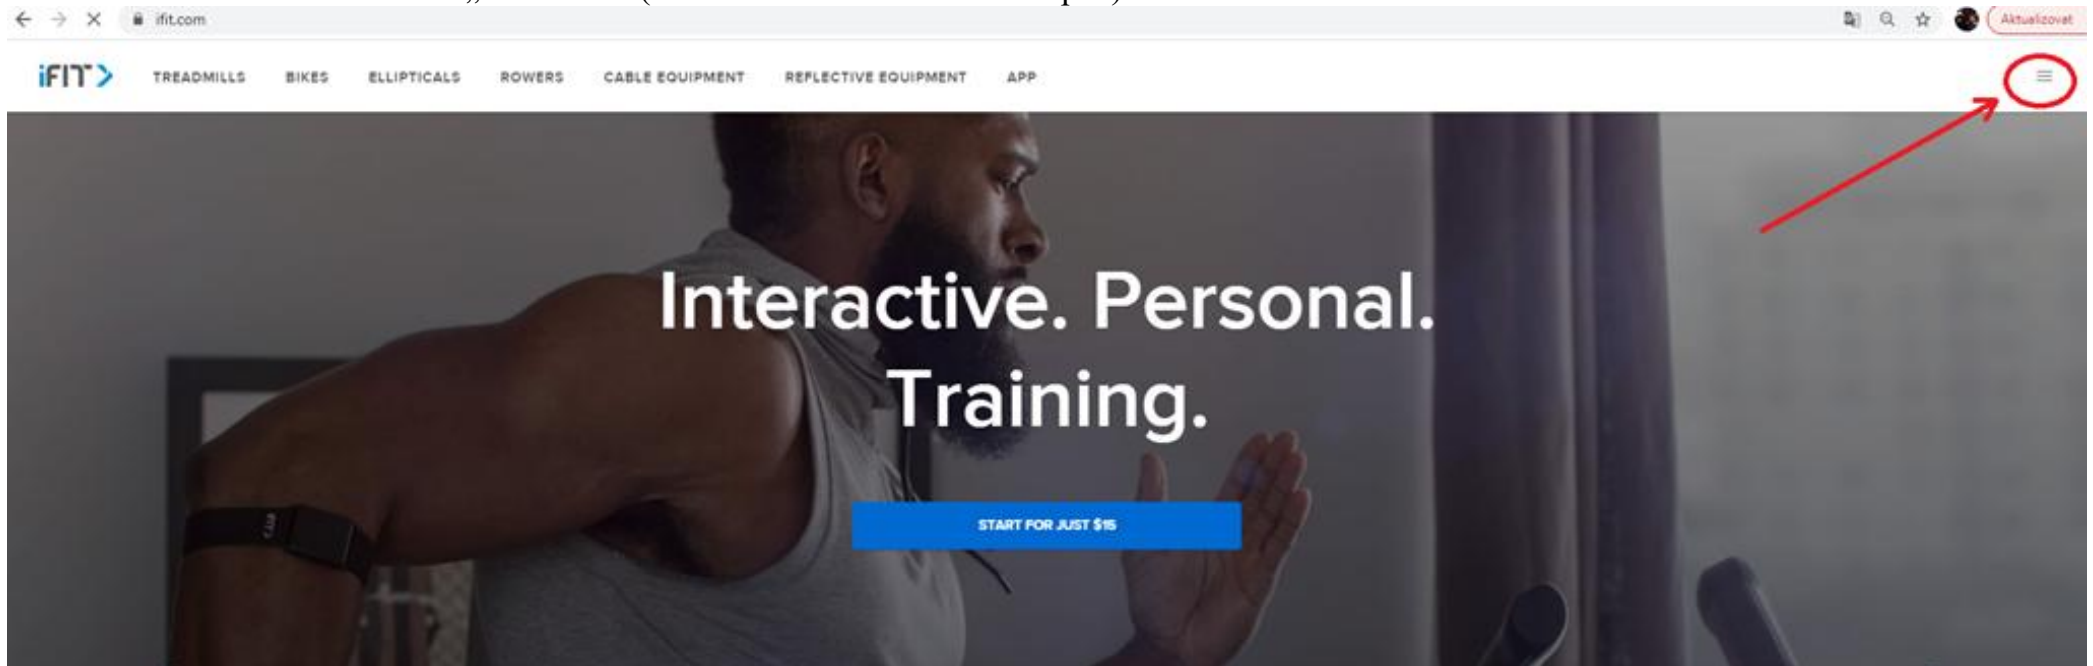 ifit.com
Aktualizovat
iFIT
TREADMILLS BIKES ELLIPTICALS ROWERS CABLE EQUIPMENT REFLECTIVE EQUIPMENT APP
Interactive. Personal.
Training.
START FOR JUST $15